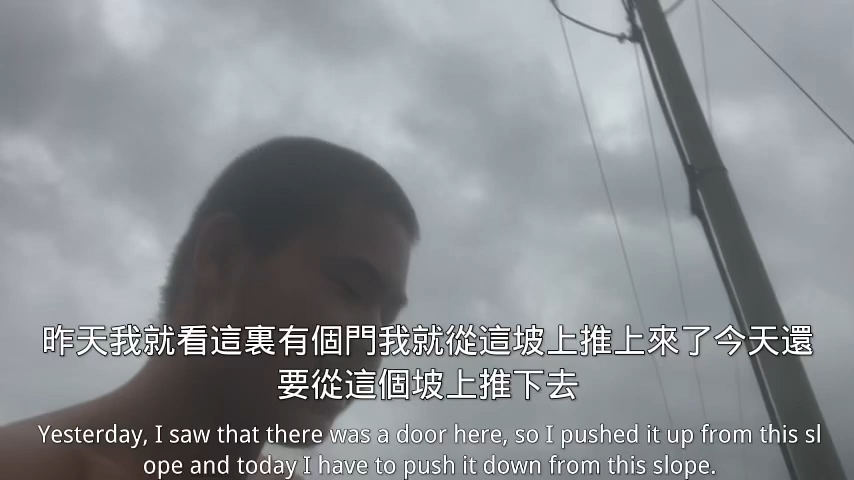 昨天我就看這裏有個門我就從這坡上推上來了今天還
要從這個坡上推下去
Yesterday, I saw that there was a door here, so I pushed it up from this sl
ope and today I have to push it down from this slope.